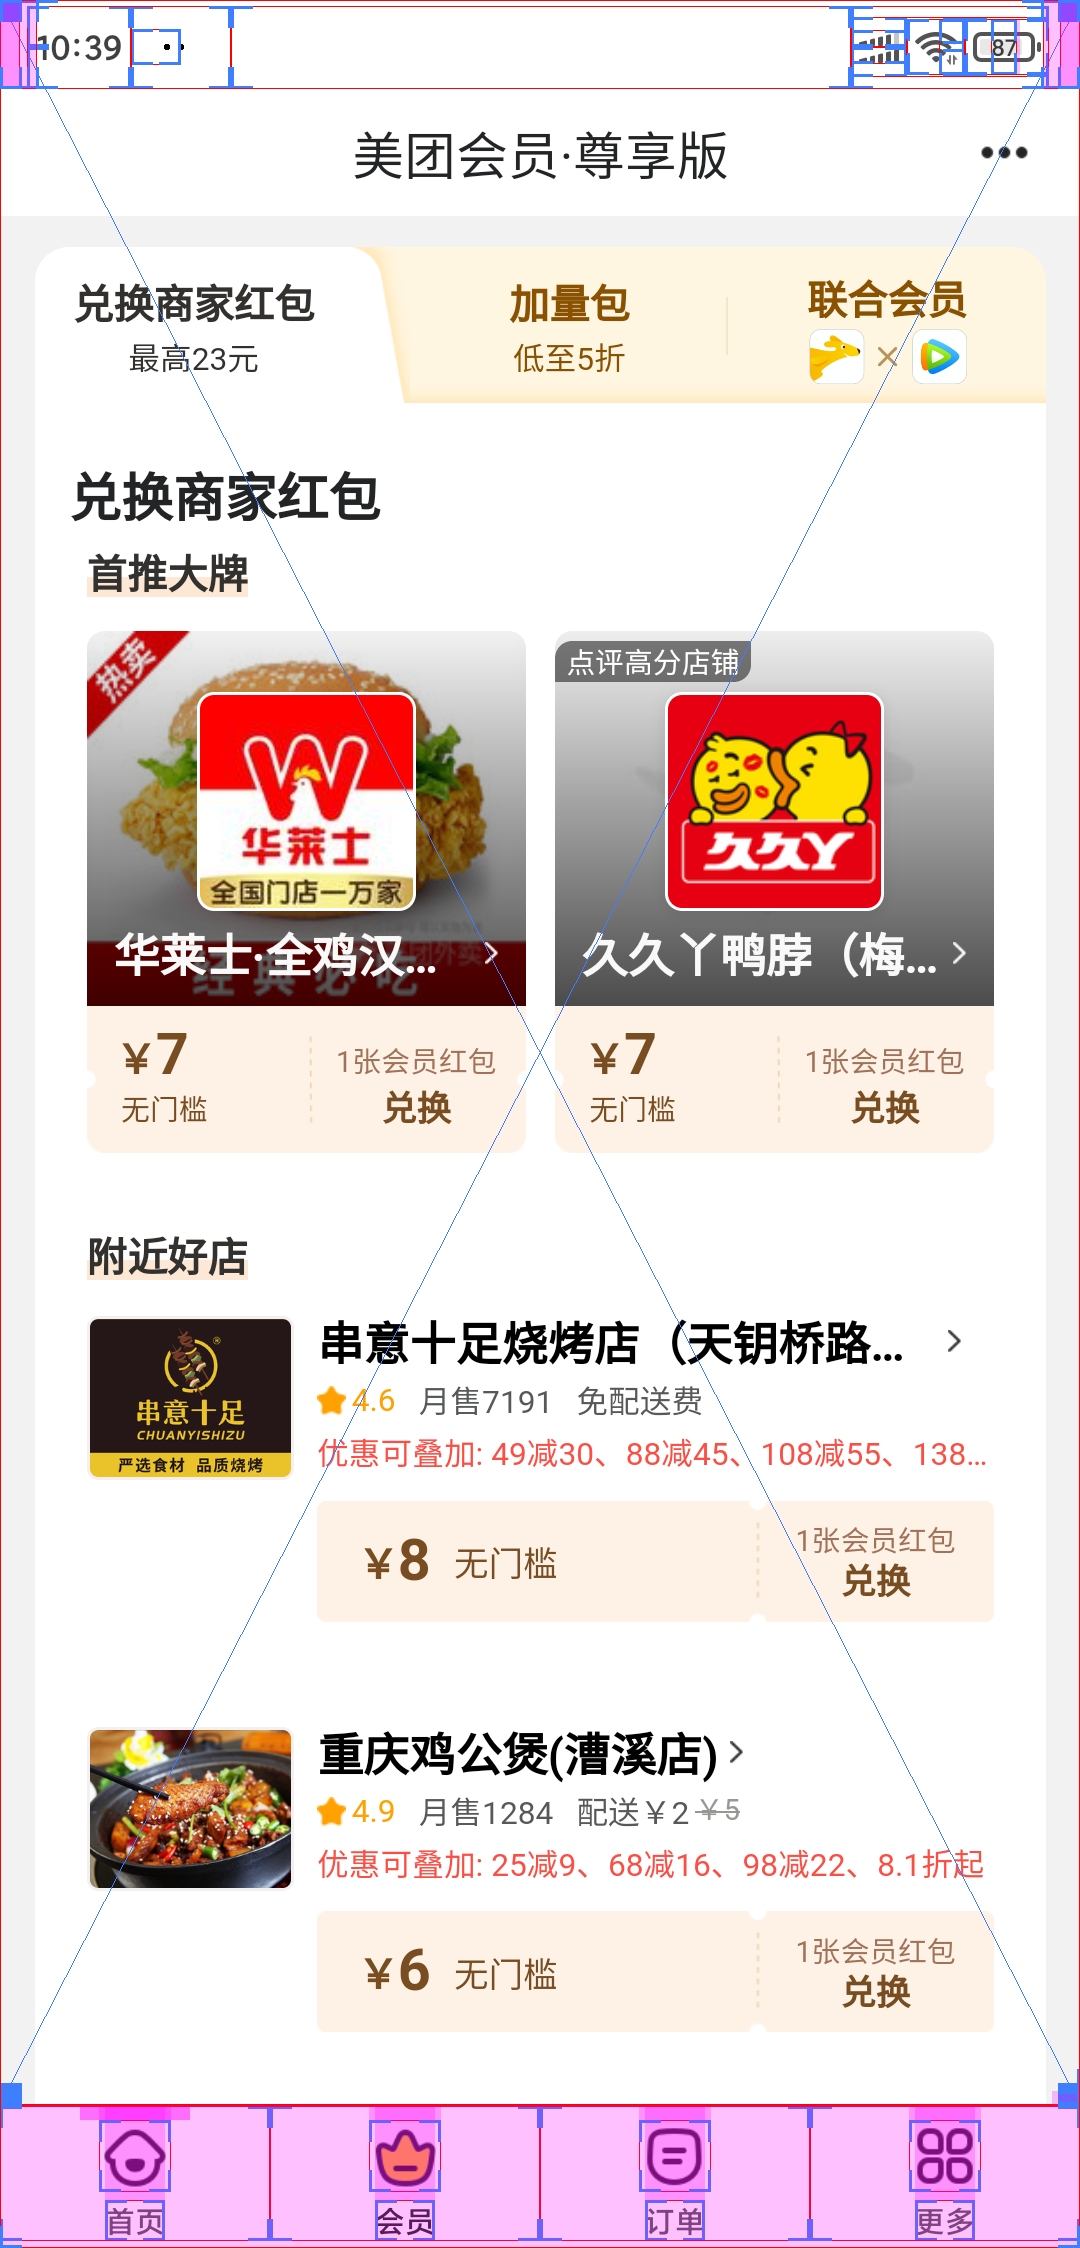 10:39
87
美团会员·尊享版
兑换商家红包
最高23元
加量包
低至5折
联合会员
兑换商家红包
首推大牌
热卖
华莱士
全国门店一万家
华莱士·全鸡汉...
经典必吃
¥7
无门槛
1张会员红包
兑换
点评高分店铺
久久丫
久久丫鸭脖（梅...
¥7
无门槛
1张会员红包
兑换
附近好店
串意十足
CHUANYISHIZU
严选食材 品质烧烤
串意十足烧烤店（天钥桥路...
4.6 月售7191 免配送费
优惠可叠加: 49减30、88减45、108减55、138...
¥8 无门槛
1张会员红包
兑换
重庆鸡公煲(漕溪店)
4.9 月售1284 配送¥2 ¥5
优惠可叠加: 25减9、68减16、98减22、8.1折起
¥6 无门槛
1张会员红包
兑换
首页
会员
订单
更多